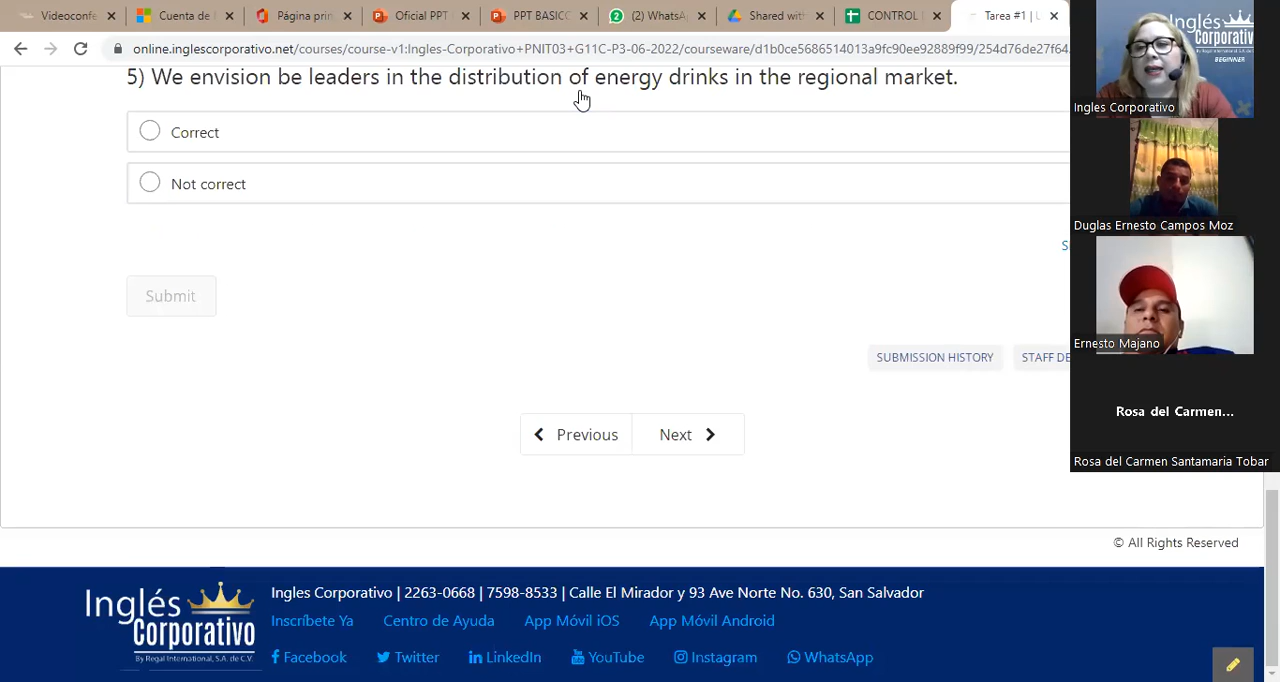 Videoconfe
Cuenta de
Página prin
Oficial PPT
PPT BASICO
(2) WhatsA
Shared with
CONTROL
Tarea #1 | U
online.inglescorporativo.net/courses/course-v1:Ingles-Corporativo+PNIT03+G11C-P3-06-2022/courseware/d1b0ce5686514013a9fc90ee92889f99/254d76de27f64.
5) We envision be leaders in the distribution of energy drinks in the regional market.
Correct
Not correct
Submit
SUBMISSION HISTORY
STAFF DE
Previous
Next
© All Rights Reserved
Inglés
Corporativo
By Regal International, S.A. de C.V.
Ingles Corporativo | 2263-0668 | 7598-8533 | Calle El Mirador y 93 Ave Norte No. 630, San Salvador
Inscríbete Ya
Centro de Ayuda
App Móvil iOS
App Móvil Android
Facebook
Twitter
LinkedIn
YouTube
Instagram
WhatsApp
Inglés
Corporativo
BEGINNER
Ingles Corporativo
Duglas Ernesto Campos Moz
Ernesto Majano
Rosa del Carmen...
Rosa del Carmen Santamaria Tobar